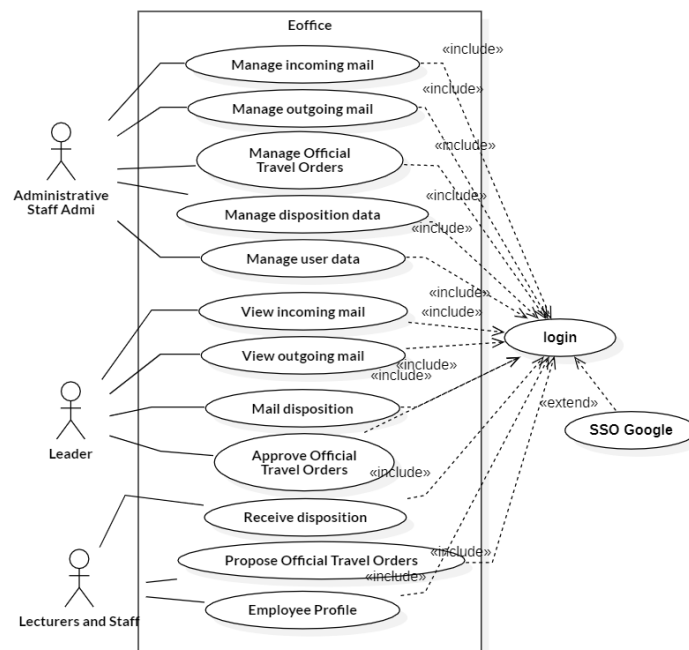 Eoffice
«include»
Manage incoming mail
«include»
Manage outgoing mail
«include»
Manage Official
Travel Orders
Administrative
Staff Admi
«include»
Manage disposition data
Manage user data
«include»
View incoming mail
«include»
login
View outgoing mail
«include»
«include»
Mail disposition
«extend»
SSO Google
Leader
Approve Official
Travel Orders
«include»
Receive disposition
«include»
Propose Official Travel Orders
«include»
Employee Profile
Lecturers and Staff